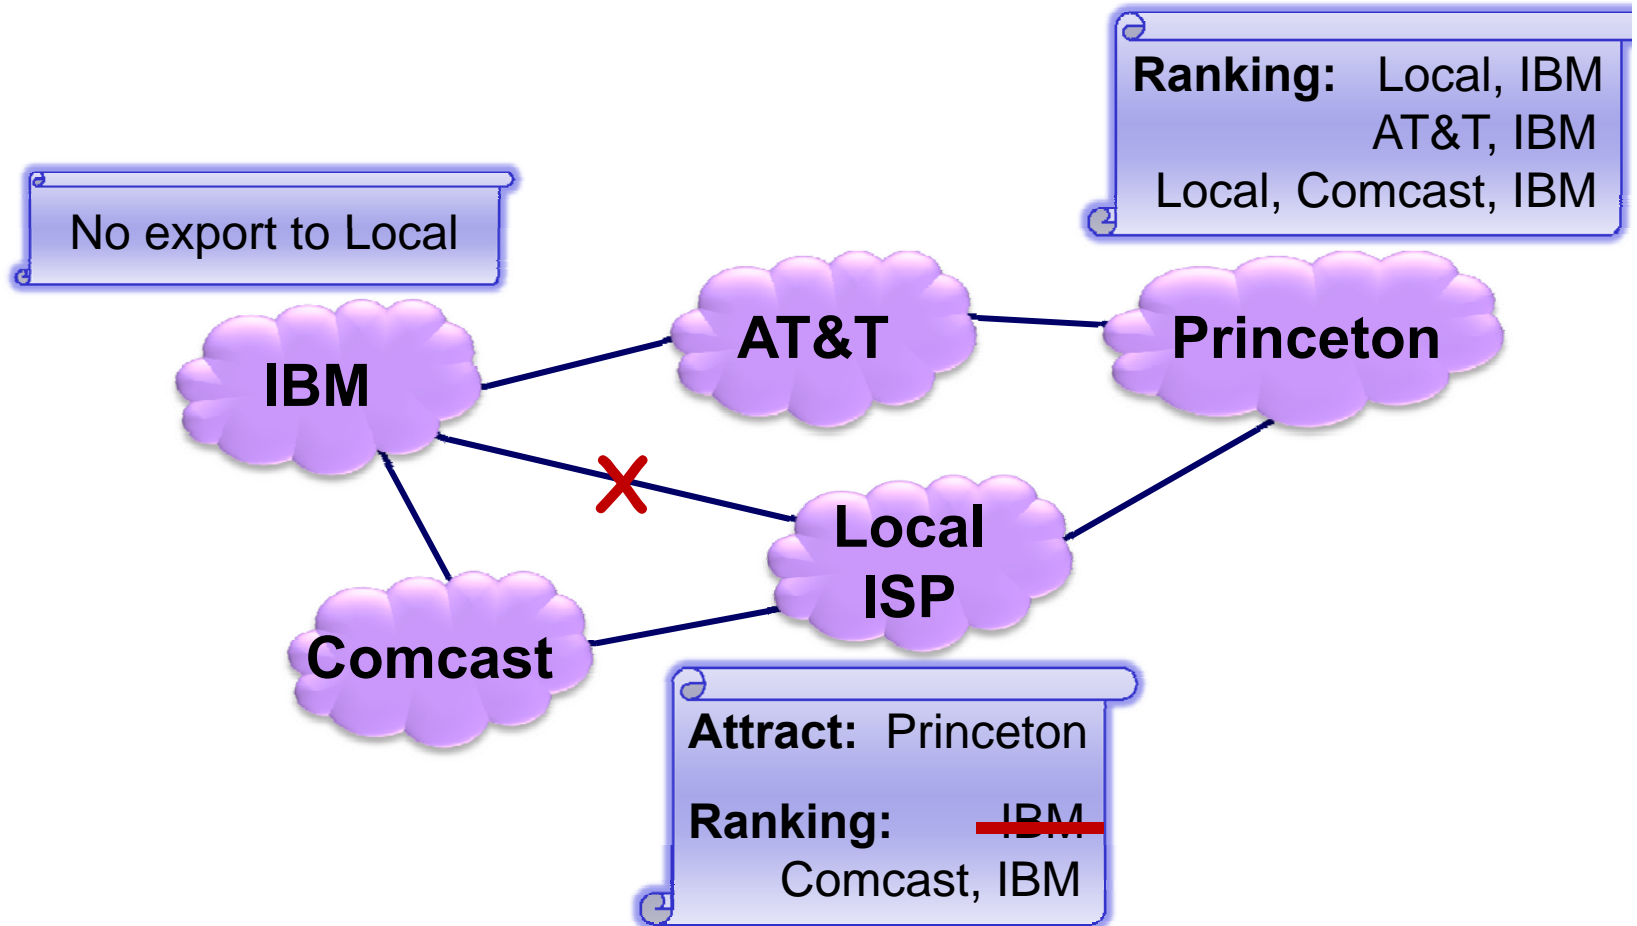 Ranking: Local, IBM
AT&T, IBM
Local, Comcast, IBM
No export to Local
AT&T
Princeton
IBM
Local
ISP
Comcast
Attract: Princeton
Ranking: IBM
Comcast, IBM